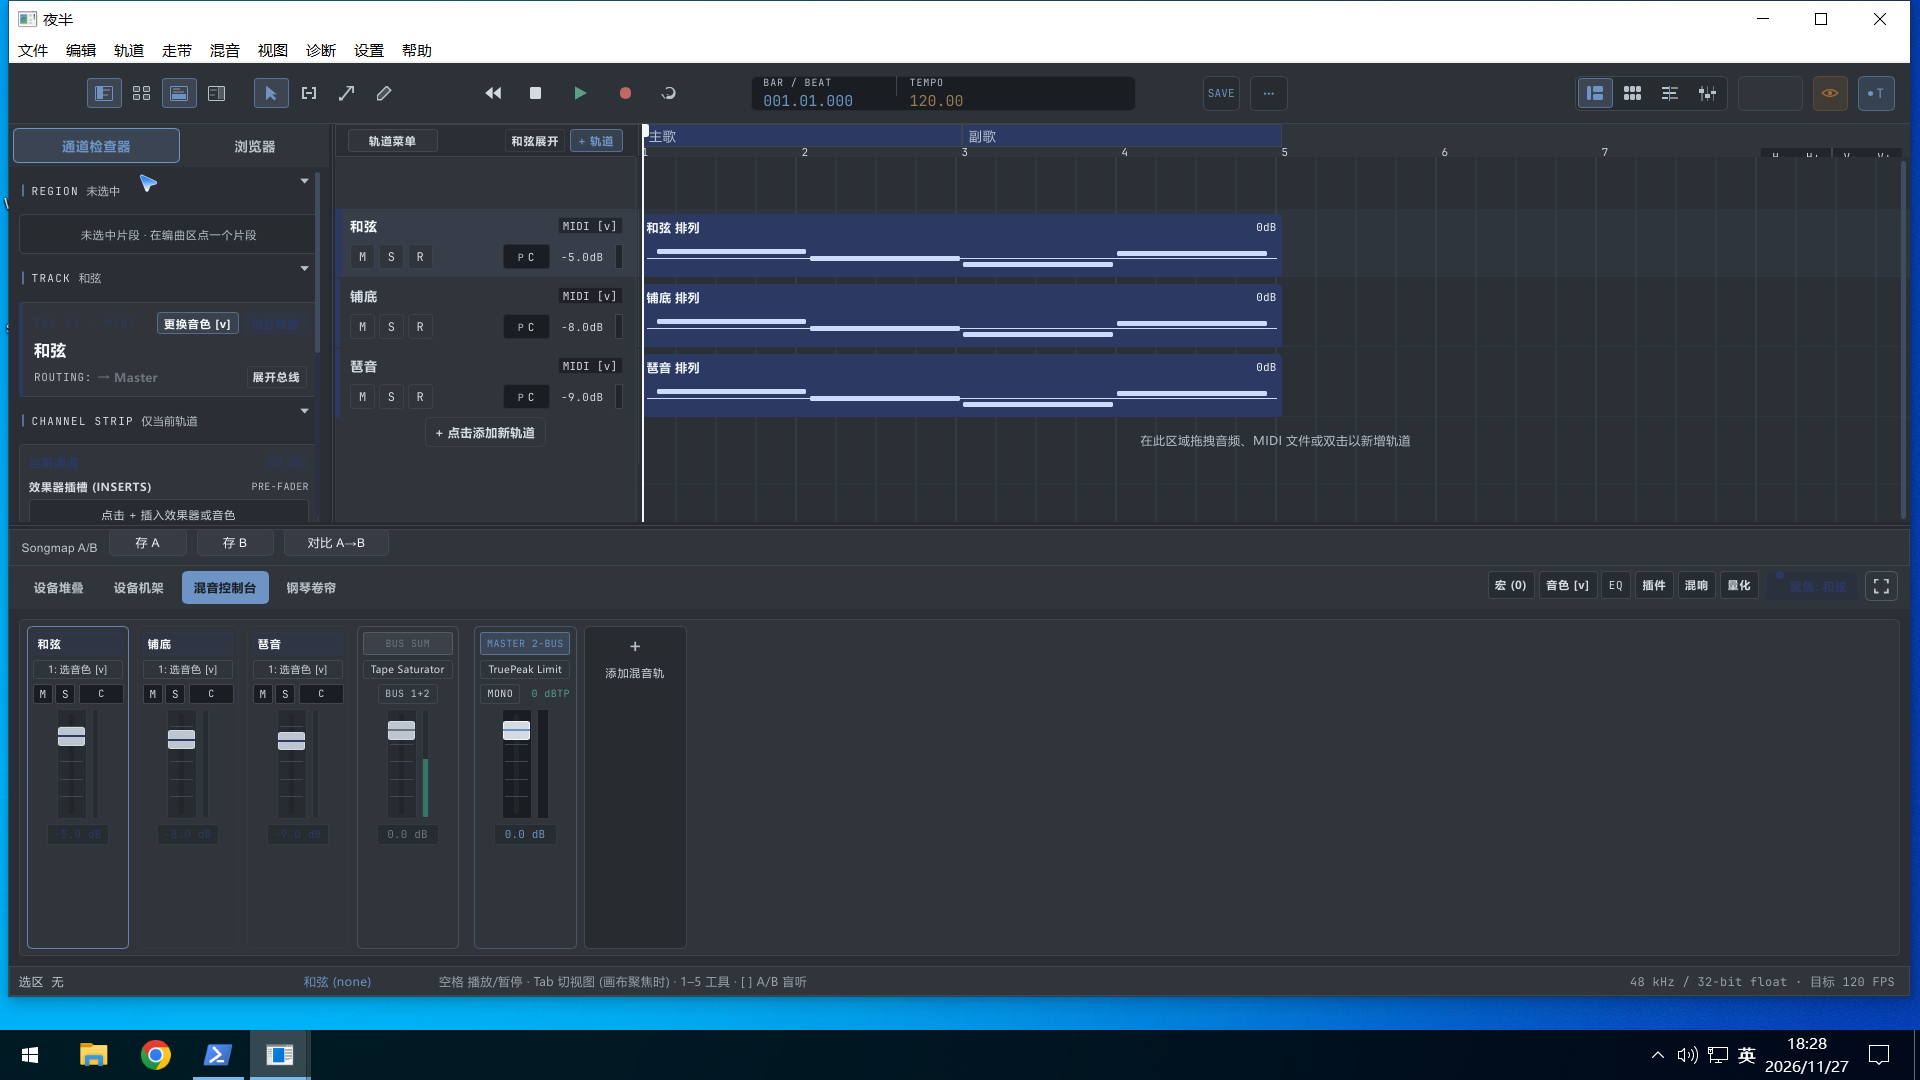 夜半
文件 编辑 轨道 走带 混音 视图 诊断 设置 帮助
BAR / BEAT
001.01.000
TEMPO
120.00
SAVE
...
T
通道检查器
浏览器
REGION 未选中
未选中片段 · 在编曲区点一个片段
TRACK 和弦
更换音色 [v]
和弦
ROUTING: → Master
展开总线
CHANNEL STRIP 仅当前轨道
效果器插槽 (INSERTS)
PRE-FADER
点击 + 插入效果器或音色
轨道菜单
和弦展开
+ 轨道
和弦
MIDI [v]
M S R
P C
-5.0dB
铺底
MIDI [v]
M S R
P C
-8.0dB
琶音
MIDI [v]
M S R
P C
-9.0dB
+ 点击添加新轨道
主歌
副歌
1 2 3 4 5 6 7
和弦 排列
0dB
铺底 排列
0dB
琶音 排列
0dB
在此区域拖拽音频、MIDI 文件或双击以新增轨道
Songmap A/B
存 A
存 B
对比 A→B
设备堆叠
设备机架
混音控制台
钢琴卷帘
宏 (0)
音色 [v]
EQ
插件
混响
量化
聚焦: 和弦
和弦
1: 选音色 [v]
M S C
-5.0 dB
铺底
1: 选音色 [v]
M S C
-8.0 dB
琶音
1: 选音色 [v]
M S C
-9.0 dB
BUS SUM
Tape Saturator
BUS 1+2
0.0 dB
MASTER 2-BUS
TruePeak Limit
MONO
0 dBTP
0.0 dB
+
添加混音轨
选区 无
和弦 (none)
空格 播放/暂停 · Tab 切视图 (画布聚焦时) · 1–5 工具 · [ ] A/B 盲听
48 kHz / 32-bit float · 目标 120 FPS
英
18:28
2026/11/27